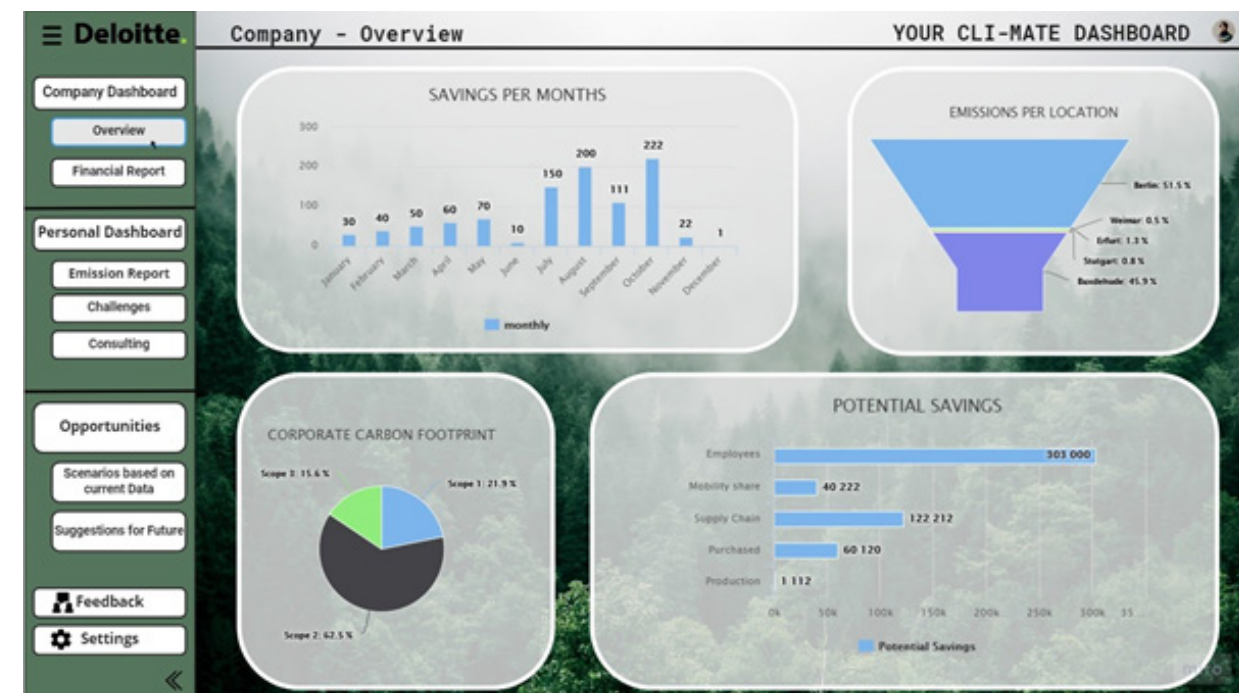 Deloitte.
Company - Overview
YOUR CLI-MATE DASHBOARD
Company Dashboard
Overview
Financial Report
Personal Dashboard
Emission Report
Challenges
Consulting
Opportunities
Scenarios based on
current Data
Suggestions for Future
Feedback
Settings
SAVINGS PER MONTHS
300
200
100
0
30
40
50
60
70
10
150
200
111
222
22
1
January
February
March
April
May
June
July
August
September
October
November
December
monthly
EMISSIONS PER LOCATION
Berlin: 51.5 %
Weimar: 0.5 %
Erfurt: 1.3 %
Stuttgart: 0.8 %
Buxdehude: 45.9 %
CORPORATE CARBON FOOTPRINT
Scope 3: 15.6 %
Scope 1: 21.9 %
Scope 2: 62.5 %
POTENTIAL SAVINGS
Employees 303 000
Mobility share 40 222
Supply Chain 122 212
Purchased 60 120
Production 1 112
0k 50k 100k 150k 200k 250k 300k 35...
Potential Savings
miro